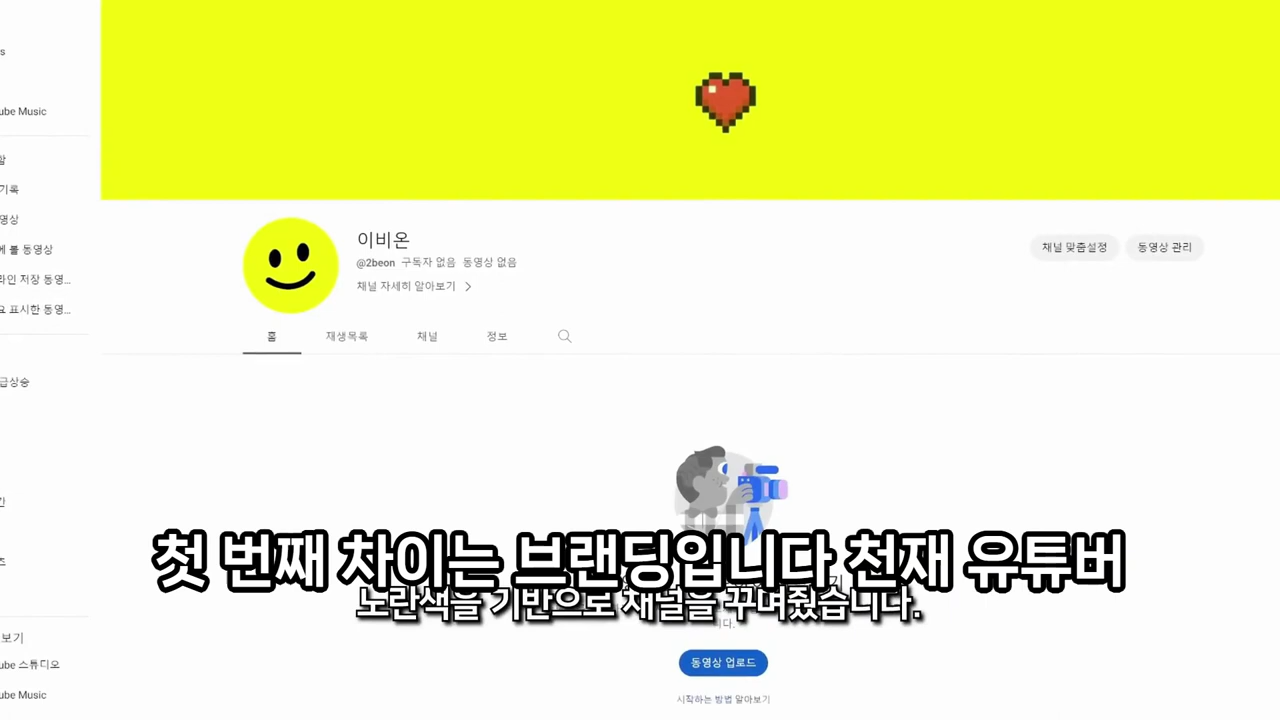 ube Music
기록
이비온
@2beon 구독자 없음 동영상 없음
채널 자세히 알아보기
채널 맞춤설정
동영상 관리
홈
재생목록
채널
정보
에 볼 동영상
라인 저장 동영...
요 표시한 동영...
급상승
첫 번째 차이는 브랜딩입니다 천재 유튜버
노란색을 기반으로 채널을 꾸며줬습니다.
니다.
보기
동영상 업로드
ube 스튜디오
ube Music
시작하는 방법 알아보기